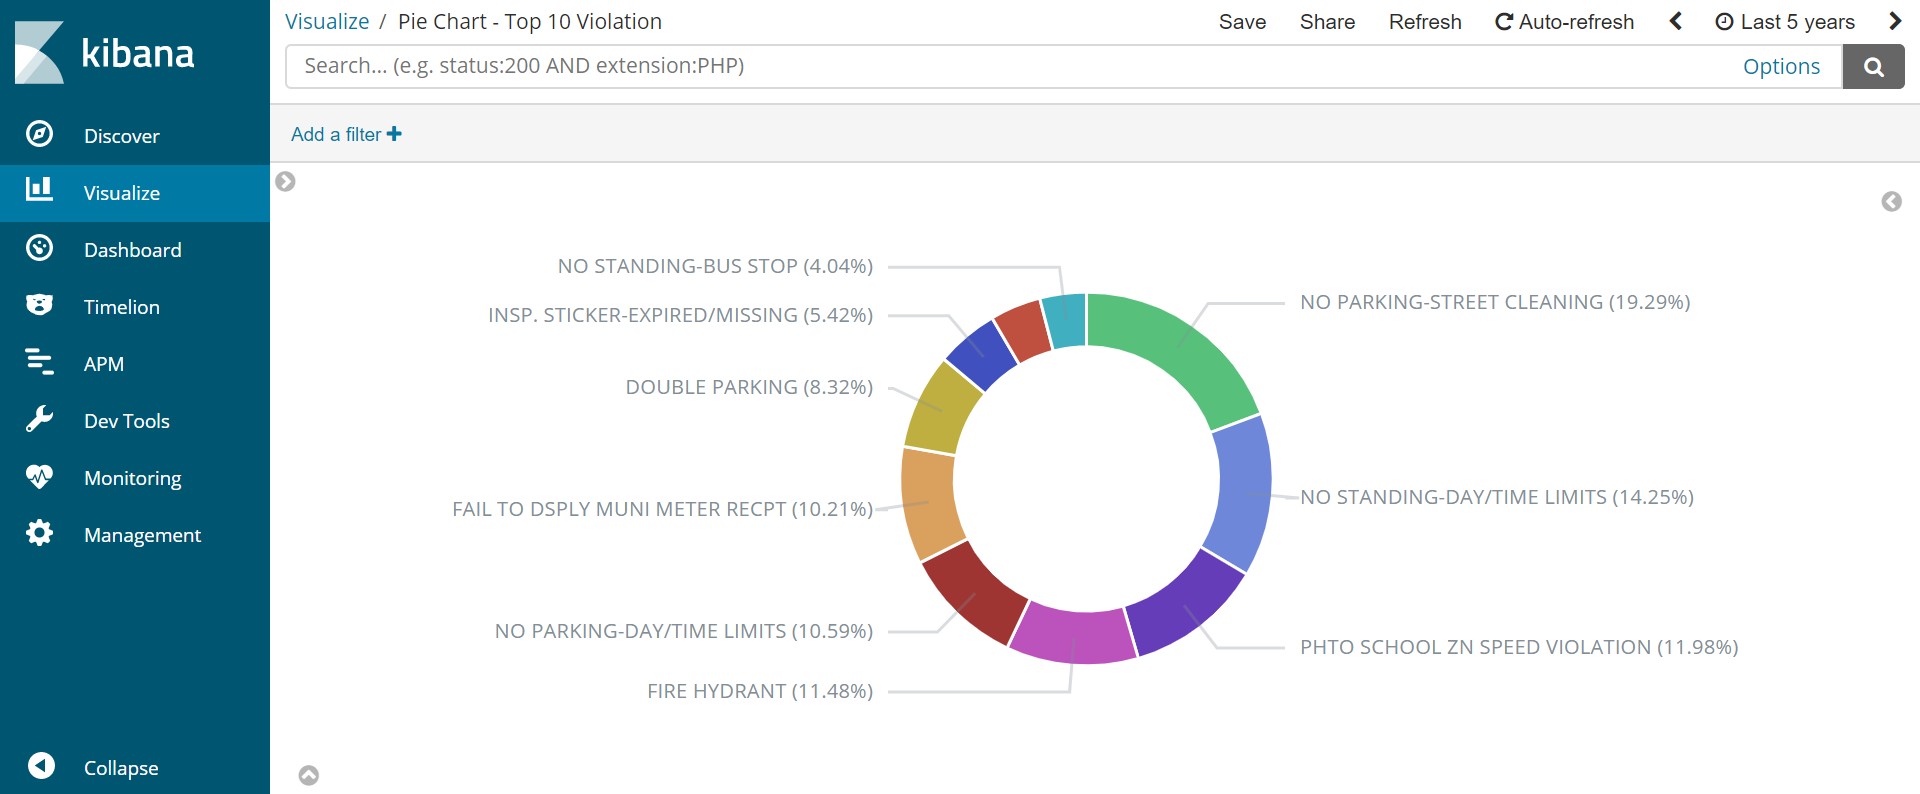 kibana
Discover
Visualize
Dashboard
Timelion
APM
Dev Tools
Monitoring
Management
Collapse
Visualize / Pie Chart - Top 10 Violation
Save Share Refresh Auto-refresh Last 5 years
Search... (e.g. status:200 AND extension:PHP) Options
Add a filter
NO STANDING-BUS STOP (4.04%)
INSP. STICKER-EXPIRED/MISSING (5.42%)
DOUBLE PARKING (8.32%)
FAIL TO DSPLY MUNI METER RECPT (10.21%)
NO PARKING-DAY/TIME LIMITS (10.59%)
FIRE HYDRANT (11.48%)
NO PARKING-STREET CLEANING (19.29%)
NO STANDING-DAY/TIME LIMITS (14.25%)
PHTO SCHOOL ZN SPEED VIOLATION (11.98%)